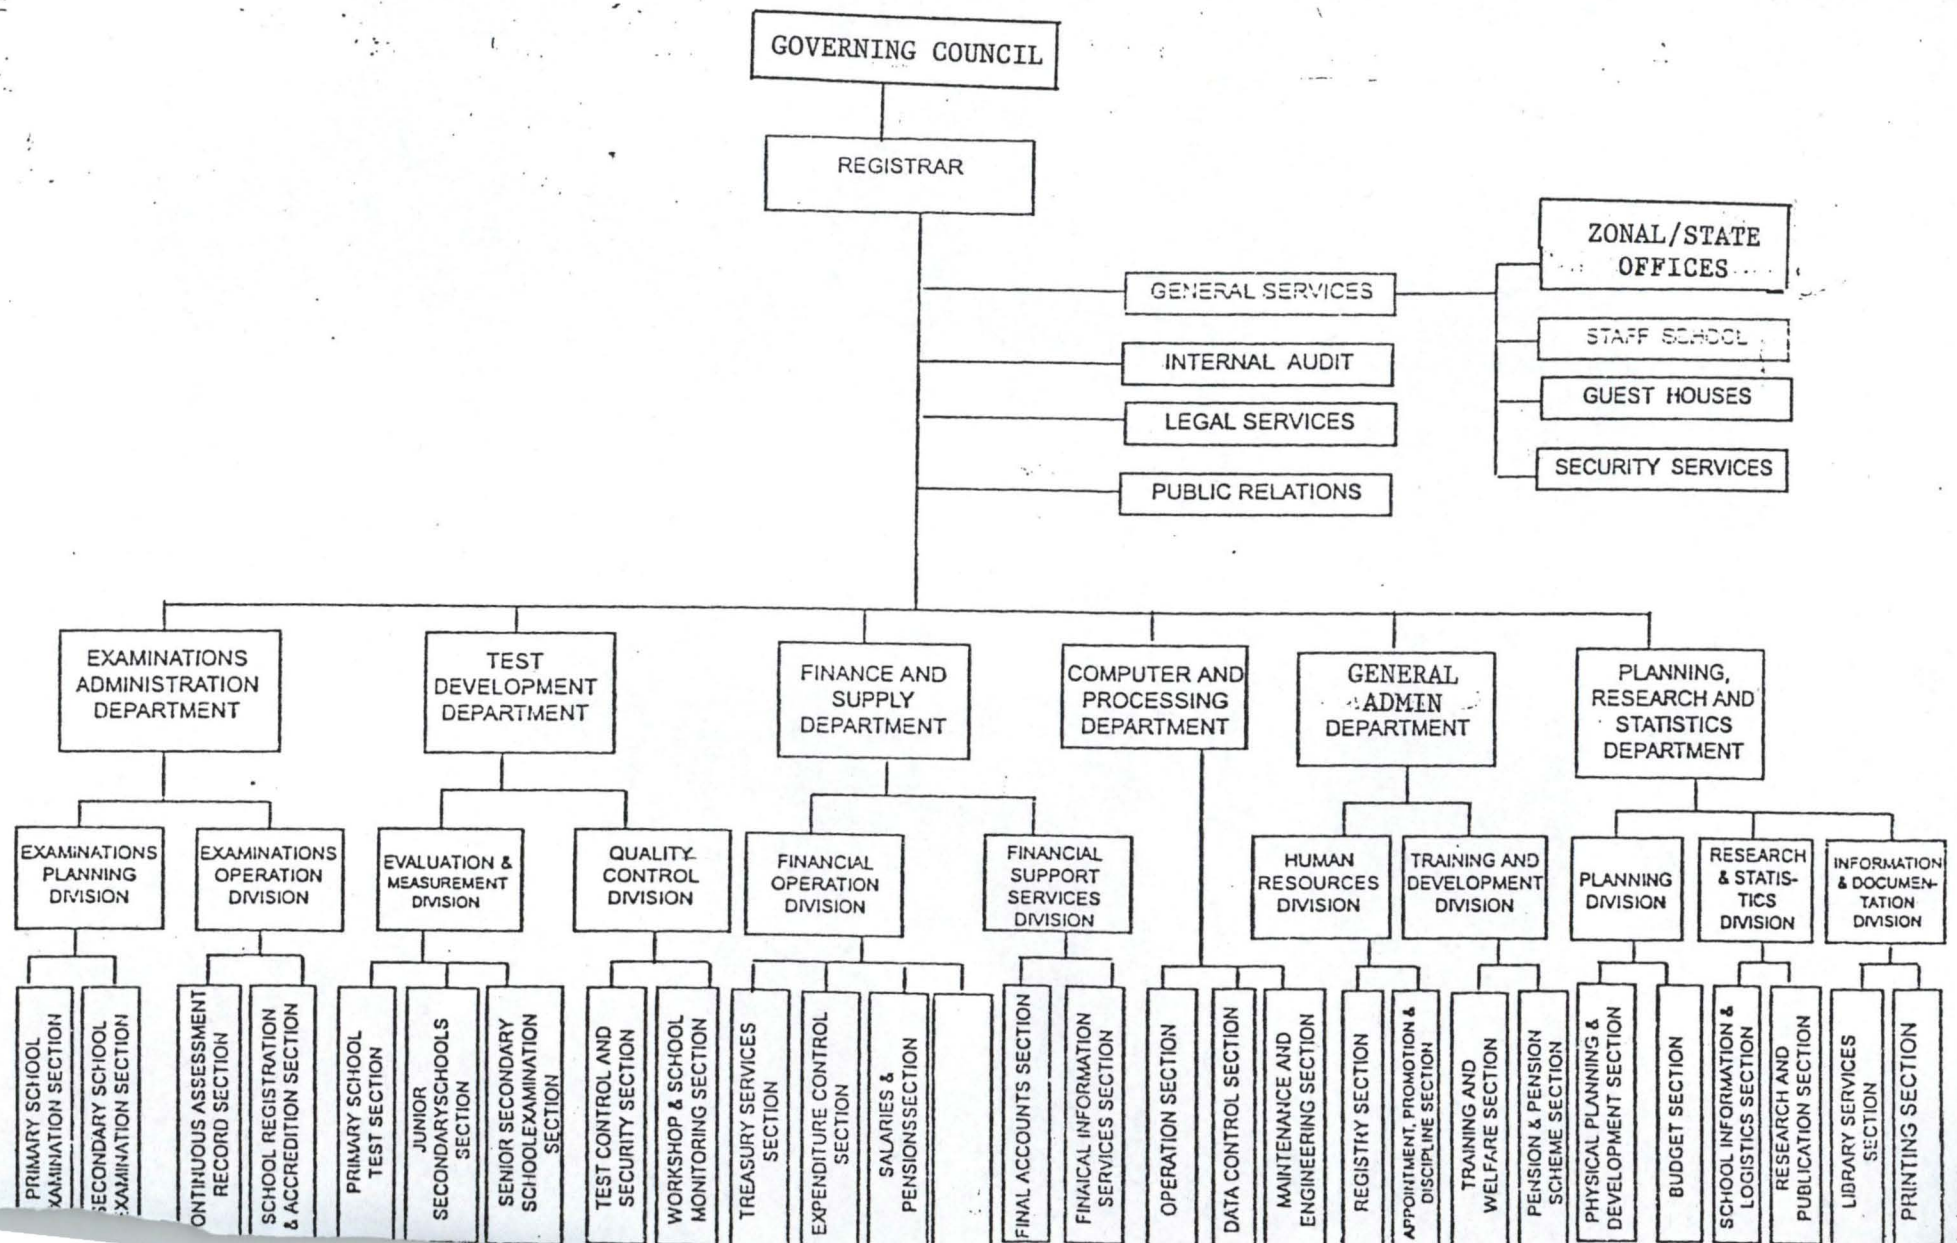 GOVERNING COUNCIL
REGISTRAR
ZONAL/STATE
OFFICES
GENERAL SERVICES
STAFF SCHOOL
INTERNAL AUDIT
GUEST HOUSES
LEGAL SERVICES
SECURITY SERVICES
PUBLIC RELATIONS
EXAMINATIONS
ADMINISTRATION
DEPARTMENT
TEST
DEVELOPMENT
DEPARTMENT
FINANCE AND
SUPPLY
DEPARTMENT
COMPUTER AND
PROCESSING
DEPARTMENT
GENERAL
ADMIN
DEPARTMENT
PLANNING,
RESEARCH AND
STATISTICS
DEPARTMENT
EXAMINATIONS
PLANNING
DIVISION
EXAMINATIONS
OPERATION
DIVISION
EVALUATION &
MEASUREMENT
DIVISION
QUALITY
CONTROL
DIVISION
FINANCIAL
OPERATION
DIVISION
FINANCIAL
SUPPORT
SERVICES
DIVISION
HUMAN
RESOURCES
DIVISION
TRAINING AND
DEVELOPMENT
DIVISION
PLANNING
DIVISION
RESEARCH
& STATIS-
TICS
DIVISION
INFORMATION
& DOCUMEN-
TATION
DIVISION
PRIMARY SCHOOL
XAMINATION SECTION
SECONDARY SCHOOL
EXAMINATION SECTION
ONTINUOUS ASSESSMENT
RECORD SECTION
SCHOOL REGISTRATION
& ACCREDITION SECTION
PRIMARY SCHOOL
TEST SECTION
JUNIOR
SECONDARYSCHOOLS
SECTION
SENIOR SECONDARY
SCHOOLEXAMINATION
SECTION
TEST CONTROL AND
SECURITY SECTION
WORKSHOP & SCHOOL
MONITORING SECTION
TREASURY SERVICES
SECTION
EXPENDITURE CONTROL
SECTION
SALARIES &
PENSIONSSECTION
FINAL ACCOUNTS SECTION
FINAICAL INFORMATION
SERVICES SECTION
OPERATION SECTION
DATA CONTROL SECTION
MAINTENANCE AND
ENGINEERING SECTION
REGISTRY SECTION
APPOINTMENT, PROMOTION &
DISCIPLINE SECTION
TRAINING AND
WELFARE SECTION
PENSION & PENSION
SCHEME SECTION
PHYSICAL PLANNING &
DEVELOPMENT SECTION
BUDGET SECTION
SCHOOL INFORMATION &
LOGISTICS SECTION
RESEARCH AND
PUBLICATION SECTION
LIBRARY SERVICES
SECTION
PRINTING SECTION